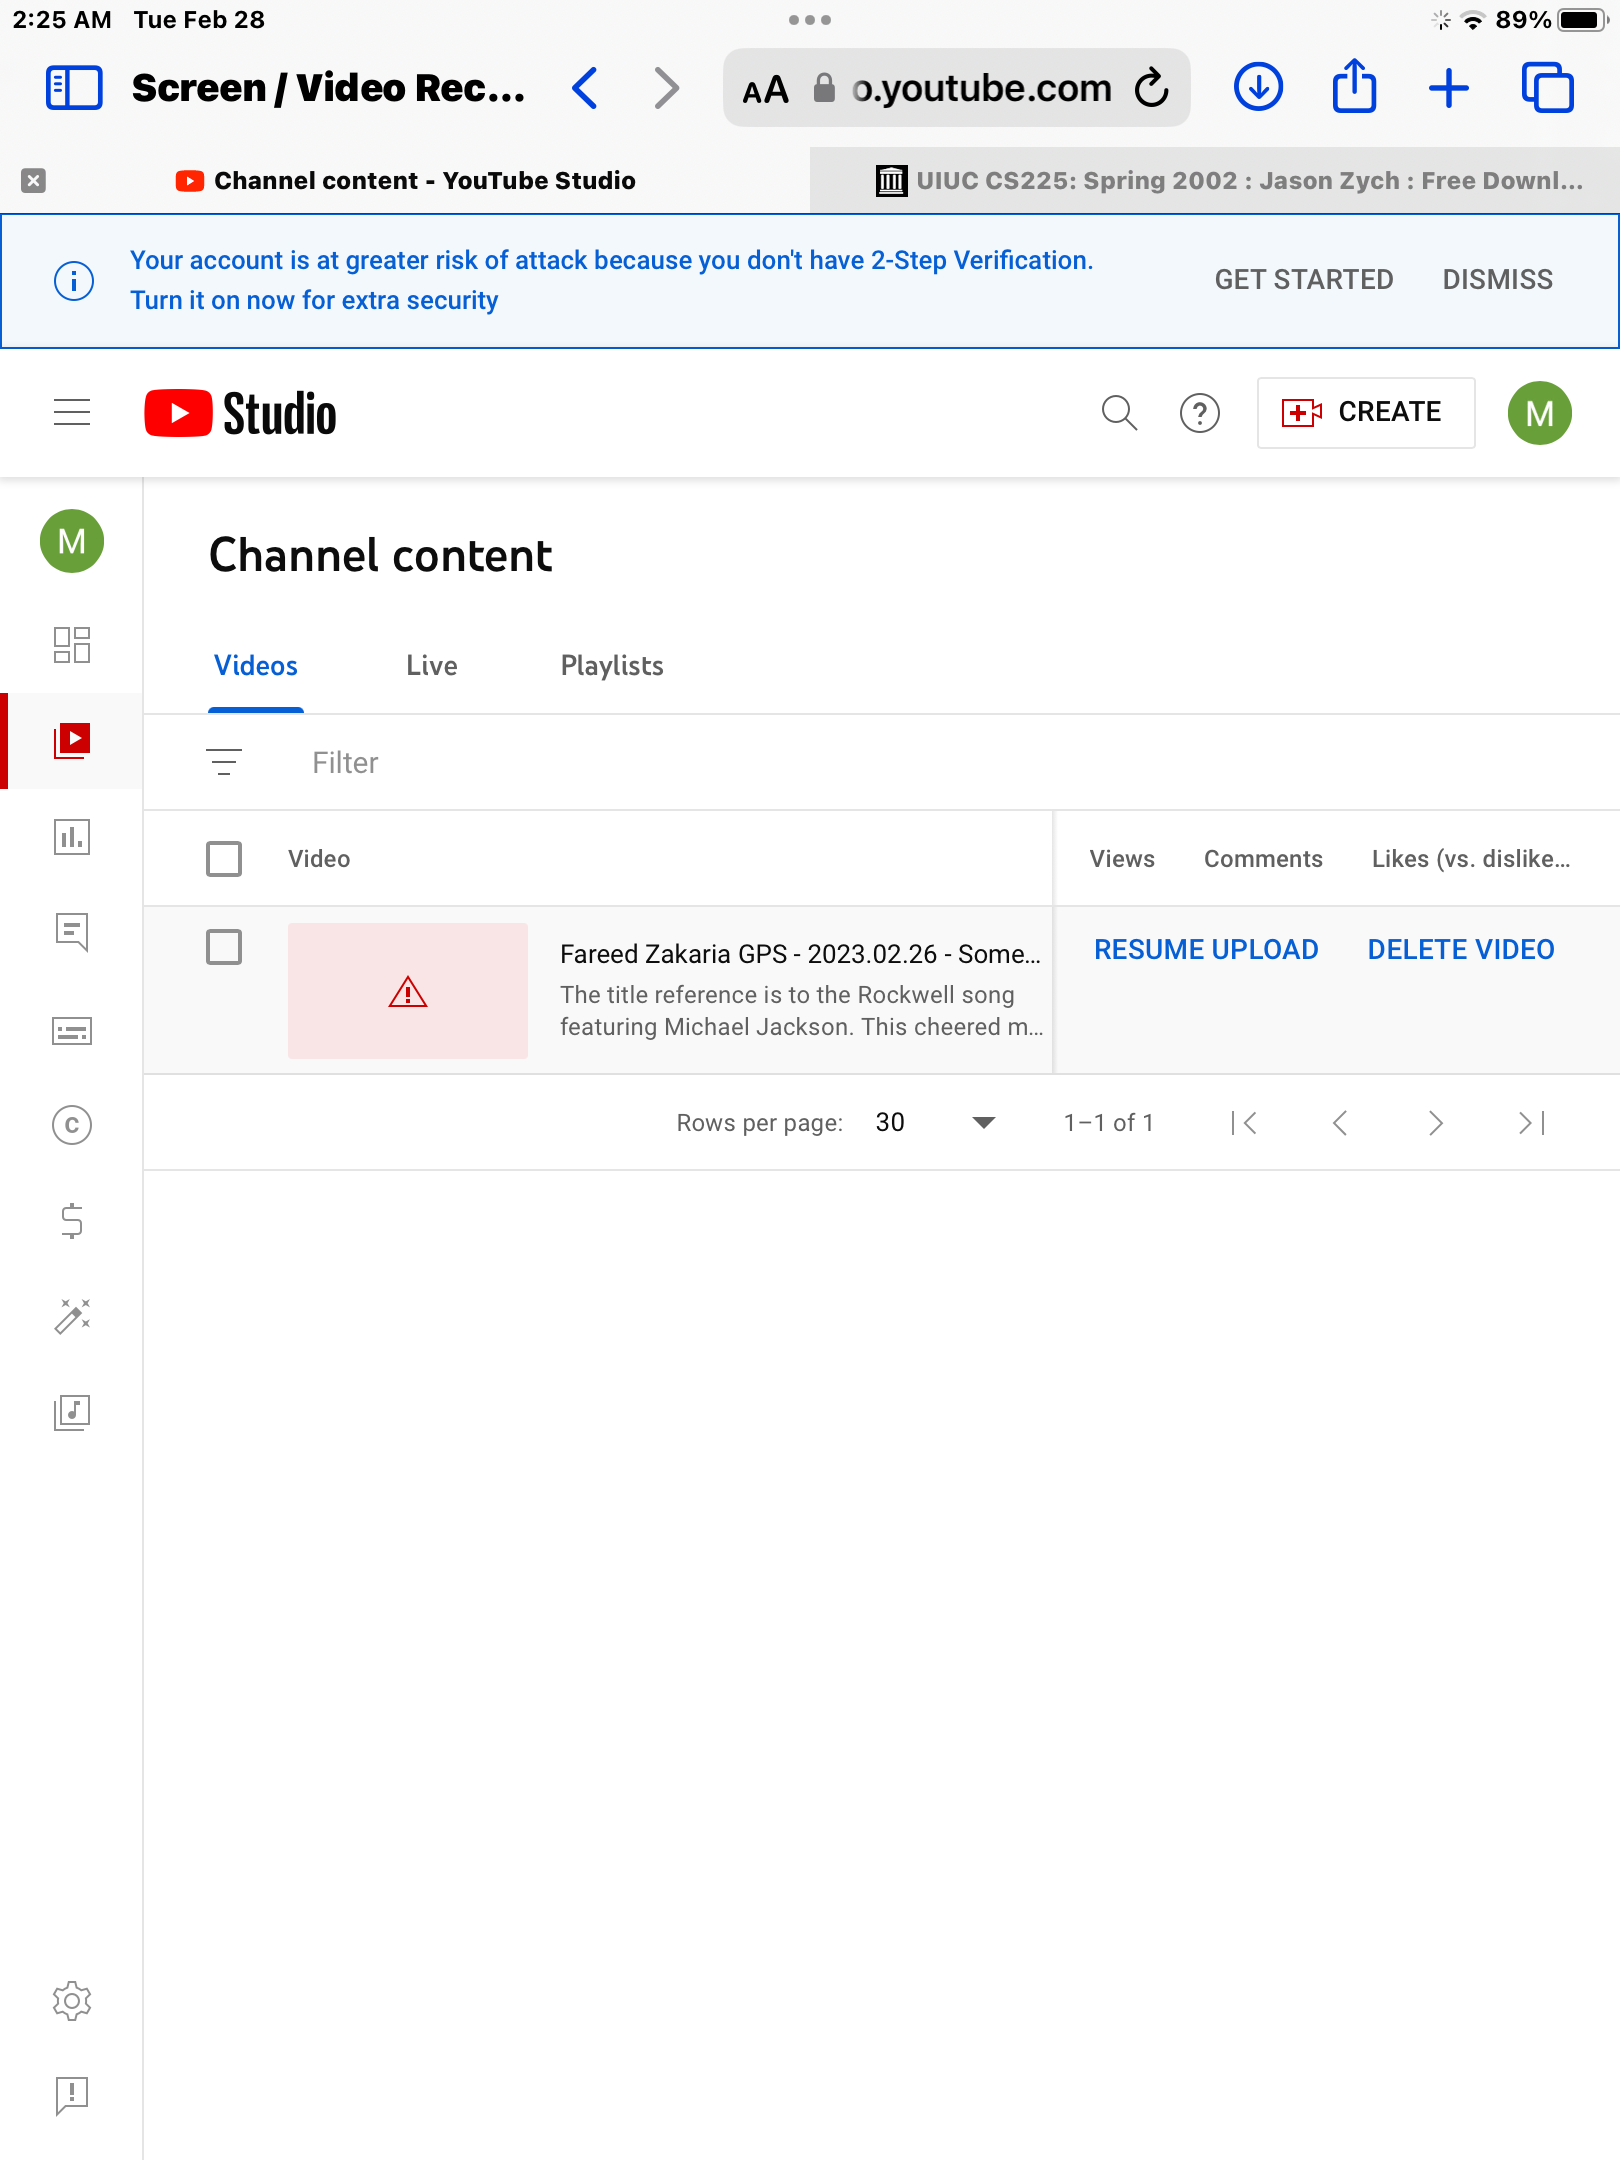 2:25 AM Tue Feb 28
89%
Screen / Video Rec...
AA o.youtube.com
Channel content - YouTube Studio
UIUC CS225: Spring 2002 : Jason Zych : Free Downl...
Your account is at greater risk of attack because you don't have 2-Step Verification.
Turn it on now for extra security
GET STARTED DISMISS
Studio
CREATE
M
M
Channel content
Videos Live Playlists
Filter
Video Views Comments Likes (vs. dislike...
Fareed Zakaria GPS - 2023.02.26 - Some...
RESUME UPLOAD DELETE VIDEO
The title reference is to the Rockwell song
featuring Michael Jackson. This cheered m...
Rows per page: 30 1–1 of 1